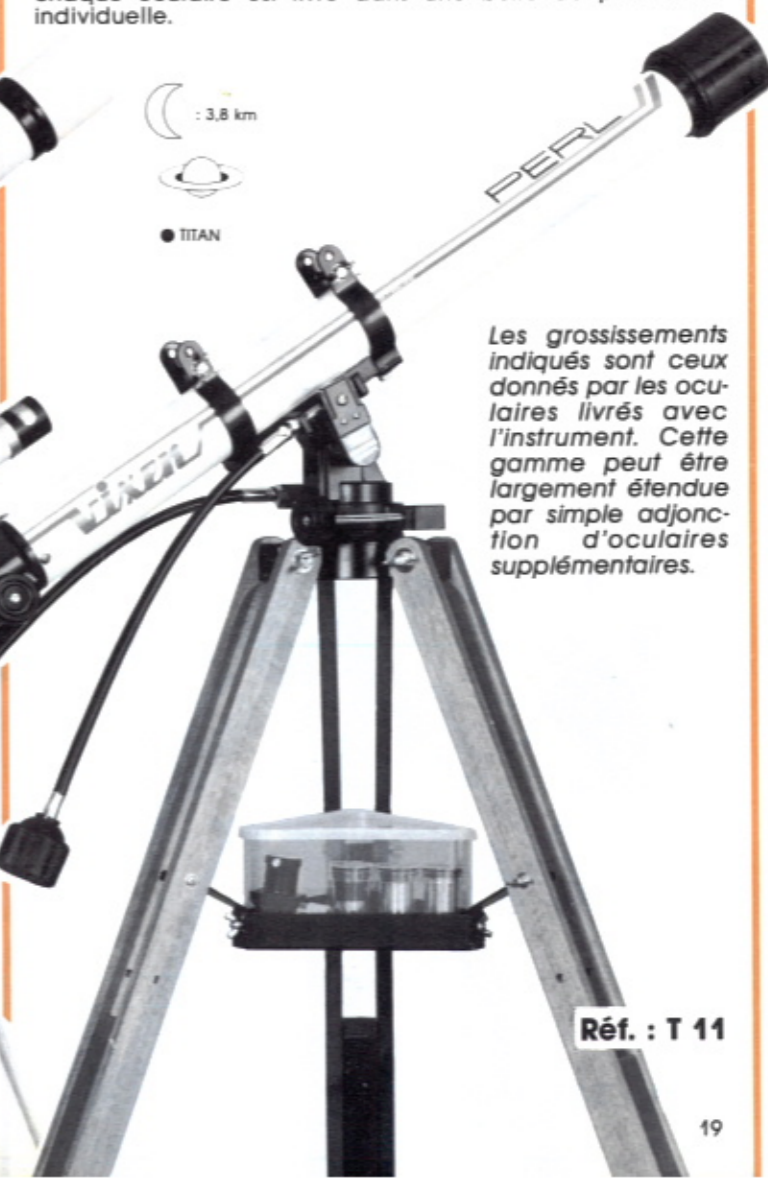 individuelle.
: 3,8 km
TITAN
PERL
Vixen
Les grossissements
indiqués sont ceux
donnés par les ocu-
laires livrés avec
l'instrument. Cette
gamme peut être
largement étendue
par simple adjonc-
tion d'oculaires
supplémentaires.
Réf. : T 11
19